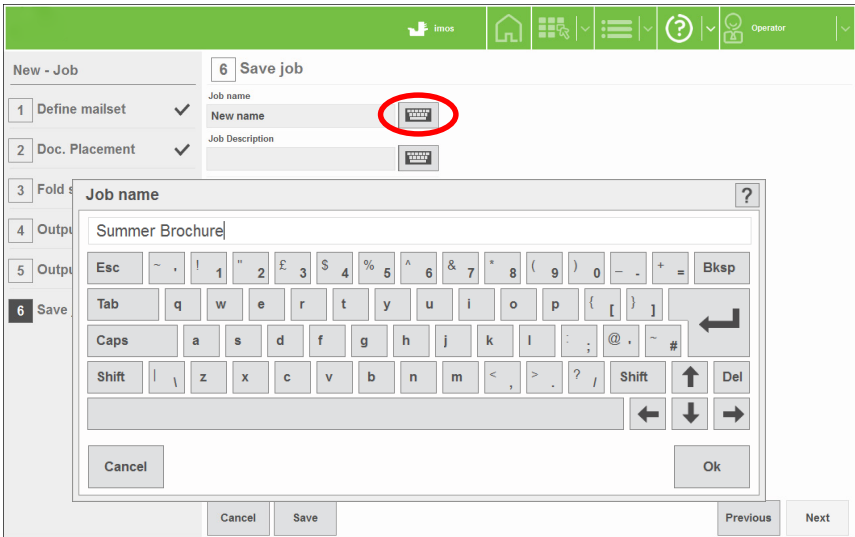 imos
Operator
New - Job
6 Save job
1 Define mailset
2 Doc. Placement
3 Fold s
4 Outpu
5 Outpu
6 Save
Job name
New name
Job Description
Job name ?
Summer Brochure
Esc ~ ' ! 1 " 2 £ 3 $ 4 % 5 ^ 6 & 7 * 8 ( 9 ) 0 _ - + = Bksp
Tab q w e r t y u i o p { [ } ]
Caps a s d f g h j k l : ; @ ' ~ #
Shift | \ z x c v b n m < , > . ? / Shift Del
Cancel Ok
Cancel Save Previous Next